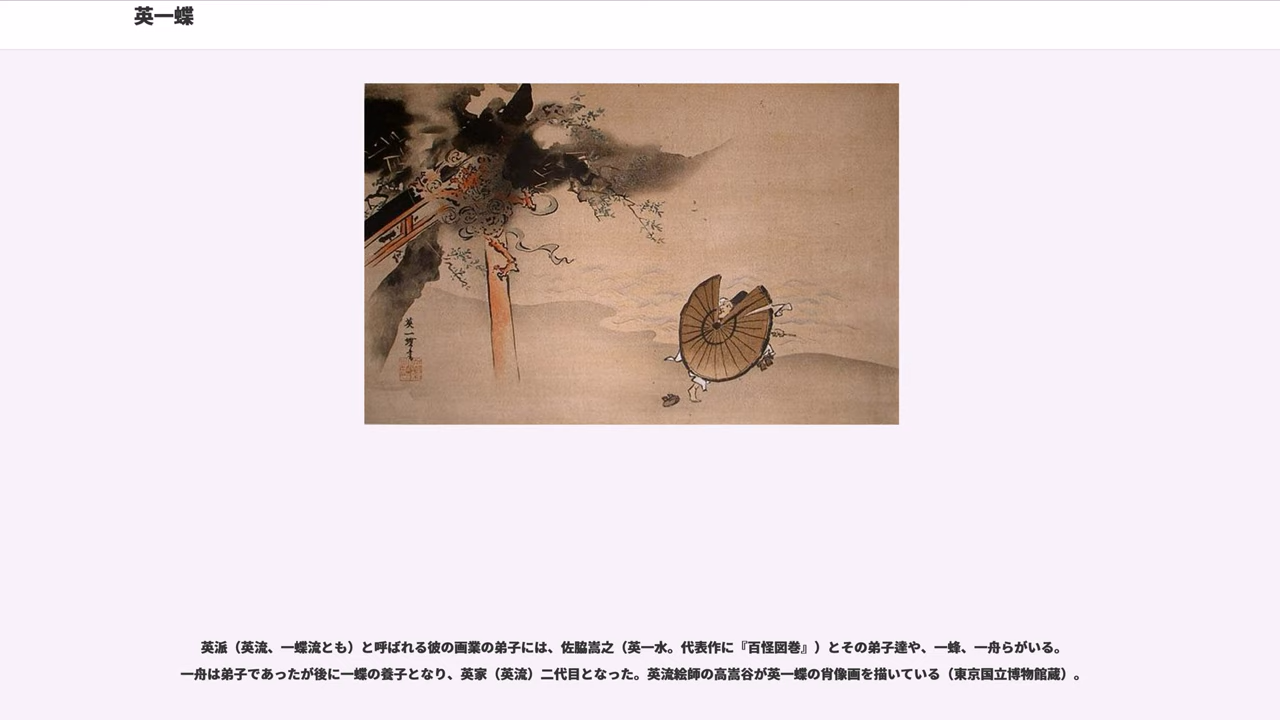 英一蝶
英一蝶書
英派（英流、一蝶流とも）と呼ばれる彼の画業の弟子には、佐脇嵩之（英一水。代表作に『百怪図巻』）とその弟子達や、一蜂、一舟らがいる。
一舟は弟子であったが後に一蝶の養子となり、英家（英流）二代目となった。英流絵師の高嵩谷が英一蝶の肖像画を描いている（東京国立博物館蔵）。